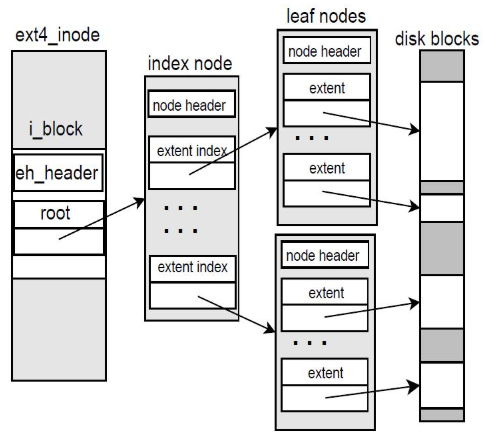 ext4_inode
i_block
eh_header
root
index node
node header
extent index
. . .
. . .
extent index
leaf nodes
node header
extent
. . .
extent
node header
extent
. . .
extent
disk blocks